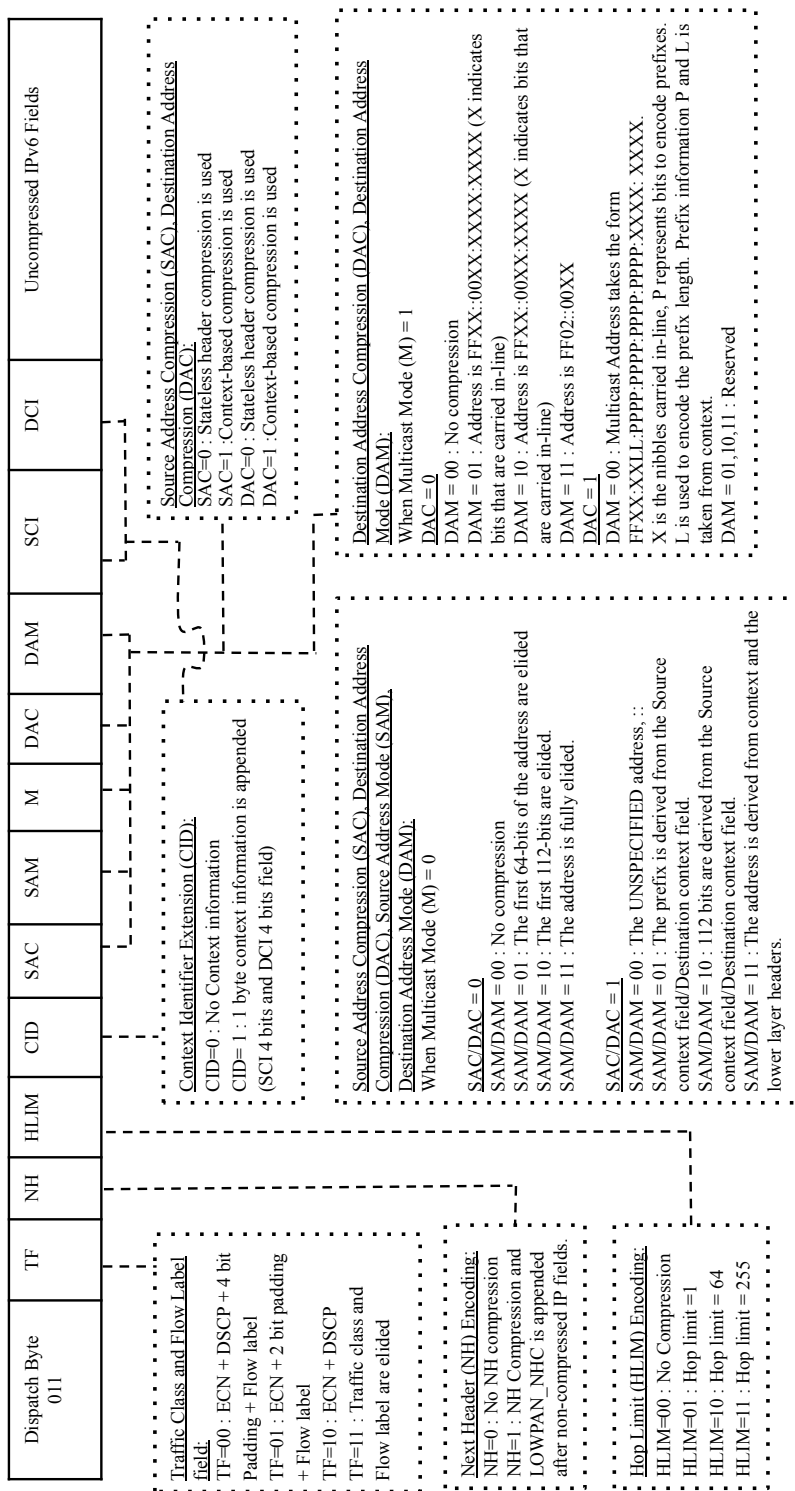 Dispatch Byte
011
TF
NH
HLIM
CID
SAC
SAM
M
DAC
DAM
SCI
DCI
Uncompressed IPv6 Fields
Traffic Class and Flow Label
field:
TF=00 : ECN + DSCP + 4 bit
Padding + Flow label
TF=01 : ECN + 2 bit padding
+ Flow label
TF=10 : ECN + DSCP
TF=11 : Traffic class and
Flow label are elided
Next Header (NH) Encoding:
NH=0 : No NH compression
NH=1 : NH Compression and
LOWPAN_NHC is appended
after non-compressed IP fields.
Hop Limit (HLIM) Encoding:
HLIM=00 : No Compression
HLIM=01 : Hop limit =1
HLIM=10 : Hop limit = 64
HLIM=11 : Hop limit = 255
Context Identifier Extension (CID):
CID=0 : No Context information
CID= 1 : 1 byte context information is appended
(SCI 4 bits and DCI 4 bits field)
Source Address Compression (SAC), Destination Address
Compression (DAC), Source Address Mode (SAM),
Destination Address Mode (DAM):
When Multicast Mode (M) = 0
SAC/DAC = 0
SAM/DAM = 00 : No compression
SAM/DAM = 01 : The first 64-bits of the address are elided
SAM/DAM = 10 : The first 112-bits are elided.
SAM/DAM = 11 : The address is fully elided.
SAC/DAC = 1
SAM/DAM = 00 : The UNSPECIFIED address, ::
SAM/DAM = 01 : The prefix is derived from the Source
context field/Destination context field.
SAM/DAM = 10 : 112 bits are derived from the Source
context field/Destination context field.
SAM/DAM = 11 : The address is derived from context and the
lower layer headers.
Source Address Compression (SAC), Destination Address
Compression (DAC):
SAC=0 : Stateless header compression is used
SAC=1 :Context-based compression is used
DAC=0 : Stateless header compression is used
DAC=1 :Context-based compression is used
Destination Address Compression (DAC), Destination Address
Mode (DAM):
When Multicast Mode (M) = 1
DAC = 0
DAM = 00 : No compression
DAM = 01 : Address is FFXX::00XX:XXXX:XXXX (X indicates
bits that are carried in-line)
DAM = 10 : Address is FFXX::00XX:XXXX (X indicates bits that
are carried in-line)
DAM = 11 : Address is FF02::00XX
DAC = 1
DAM = 00 : Multicast Address takes the form
FFXX:XXLL:PPPP:PPPP:PPPP:PPPP:XXXX: XXXX.
X is the nibbles carried in-line, P represents bits to encode prefixes.
L is used to encode the prefix length. Prefix information P and L is
taken from context.
DAM = 01,10,11 : Reserved